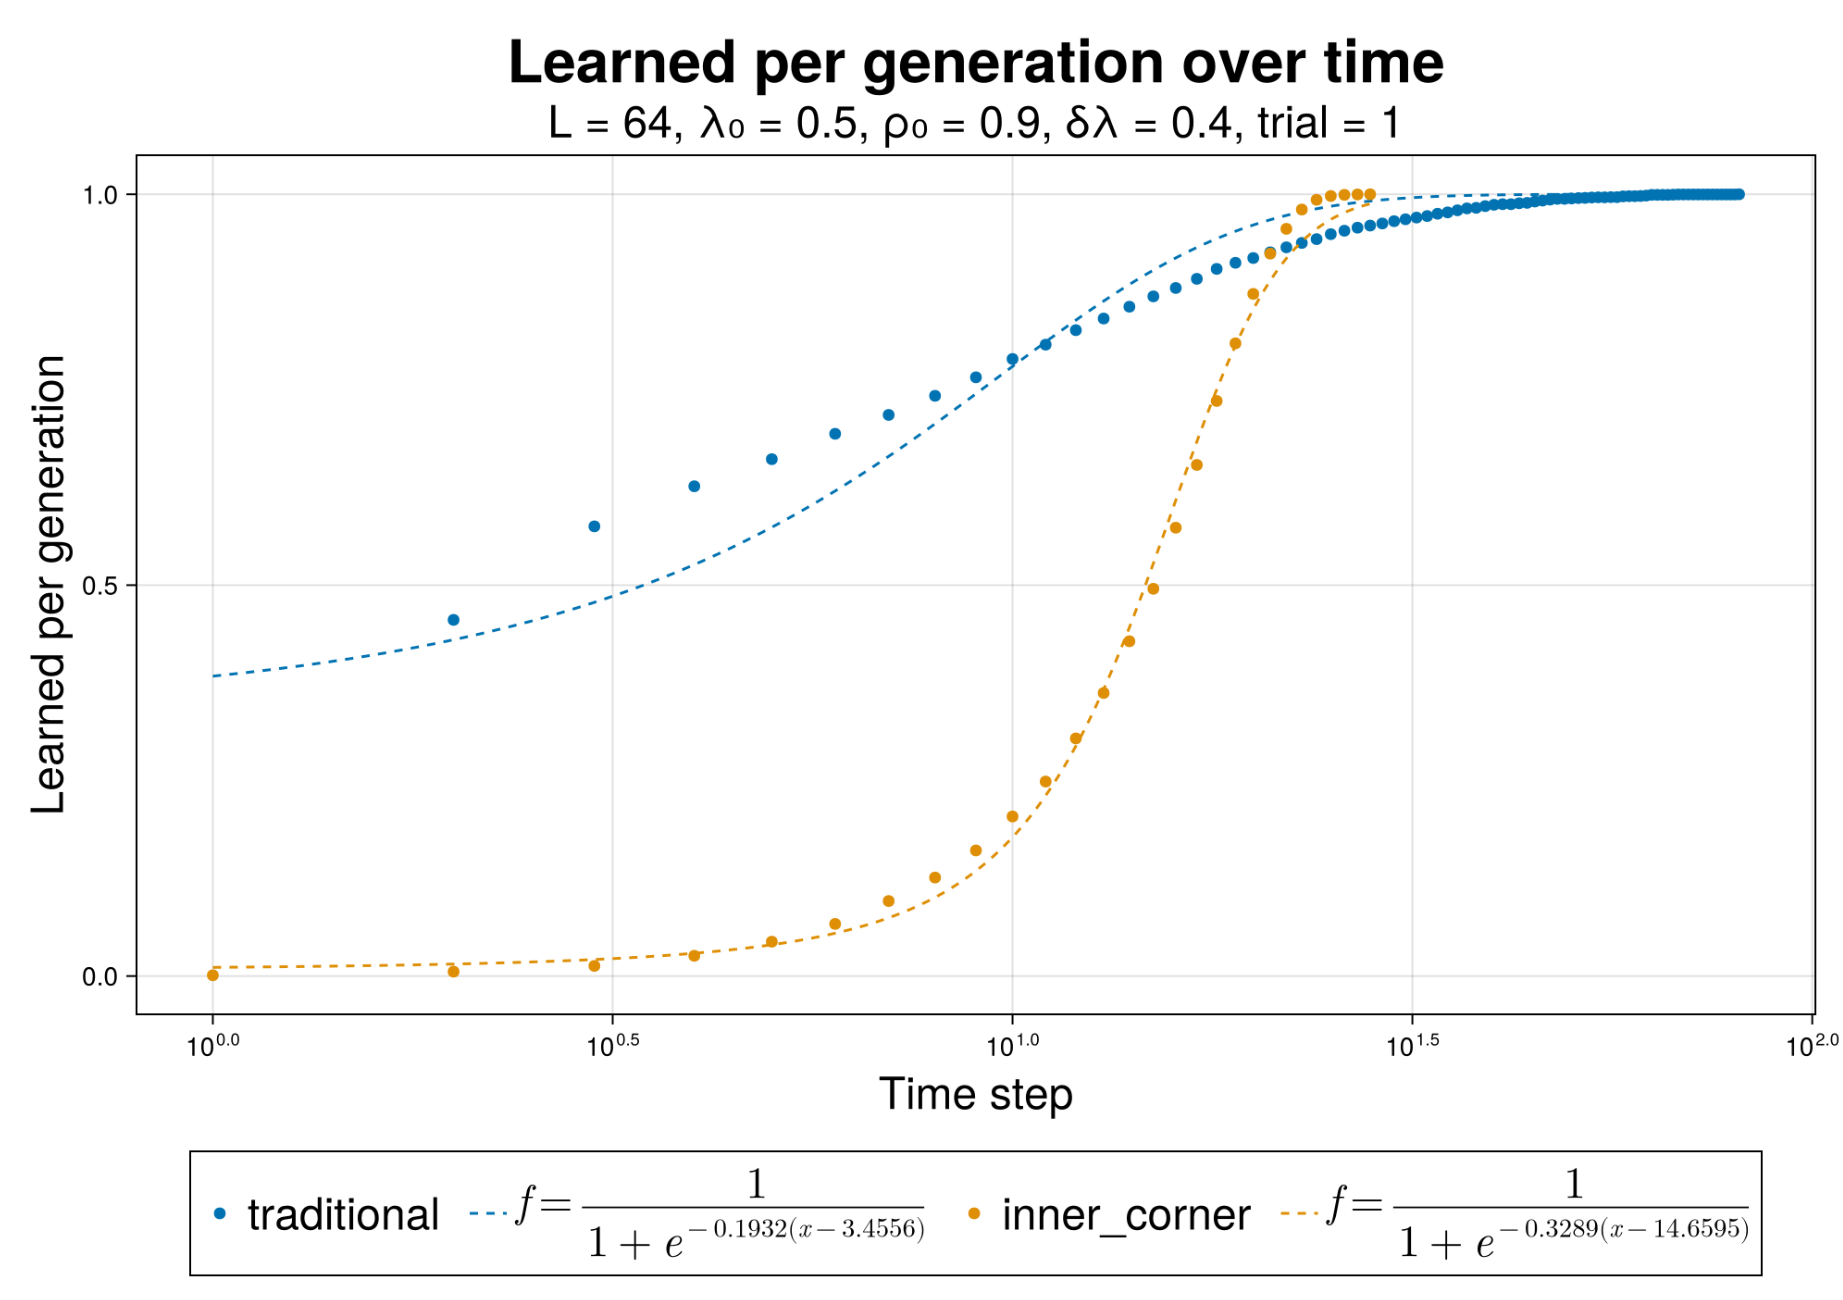 Learned per generation over time
L = 64, λ₀ = 0.5, ρ₀ = 0.9, δλ = 0.4, trial = 1
Learned per generation
1.0
0.5
0.0
10^0.0 10^0.5 10^1.0 10^1.5 10^2.0
Time step
traditional f = 1 / (1 + e^−0.1932(x−3.4556)) inner_corner f = 1 / (1 + e^−0.3289(x−14.6595))